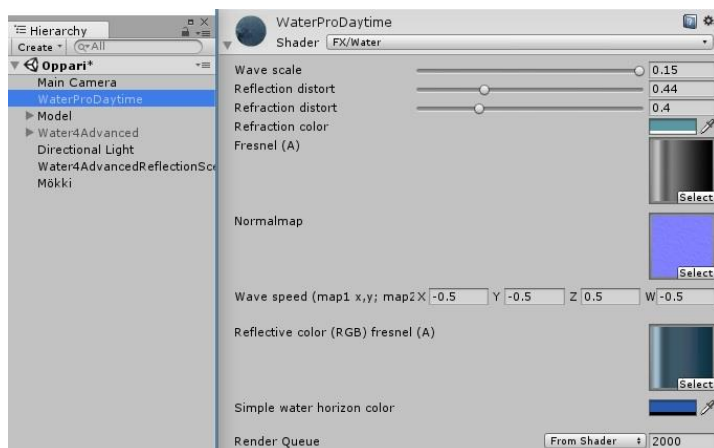 Hierarchy
Create
All
Oppari*
Main Camera
WaterProDaytime
Model
Water4Advanced
Directional Light
Water4AdvancedReflectionSce
Mökki
WaterProDaytime
Shader FX/Water
Wave scale 0.15
Reflection distort 0.44
Refraction distort 0.4
Refraction color
Fresnel (A)
Select
Normalmap
Select
Wave speed (map1 x,y; map2 X -0.5 Y -0.5 Z 0.5 W -0.5
Reflective color (RGB) fresnel (A)
Select
Simple water horizon color
Render Queue From Shader 2000